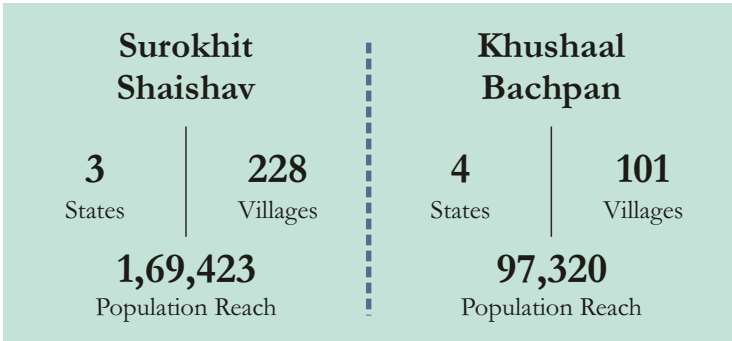 Surokhit
Shaishav
3
States
228
Villages
1,69,423
Population Reach
Khushaal
Bachpan
4
States
101
Villages
97,320
Population Reach